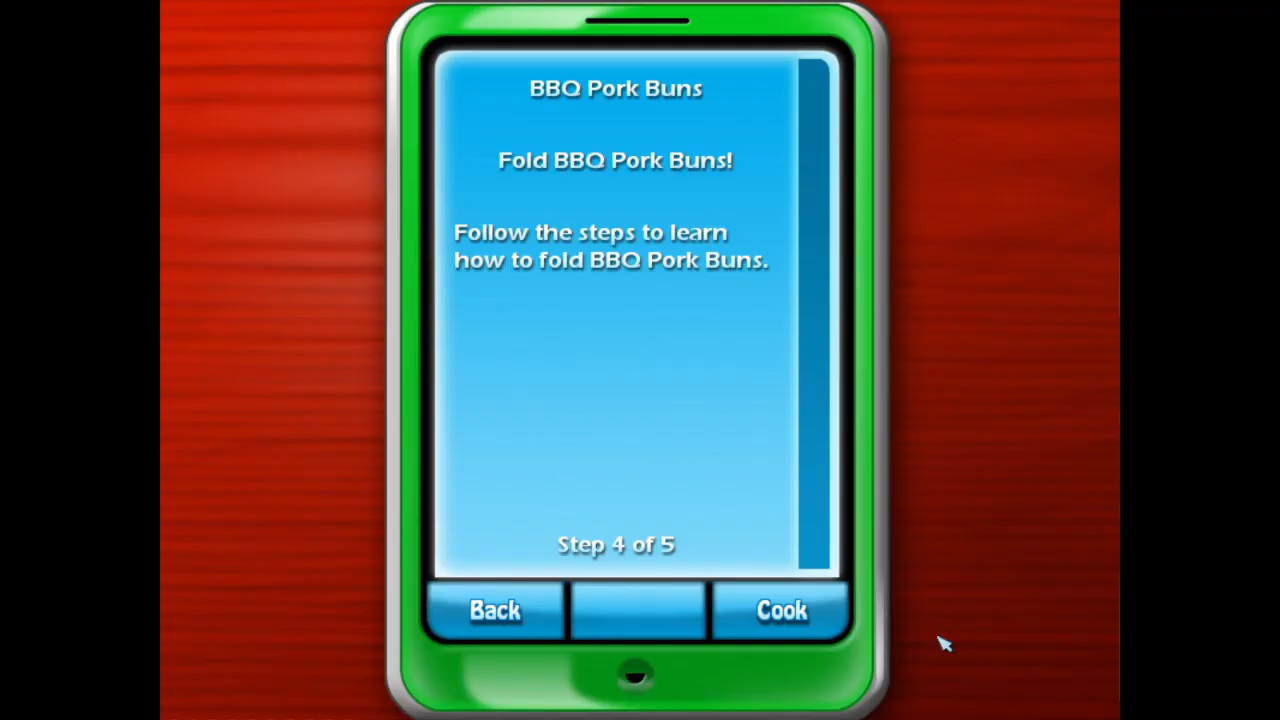 BBQ Pork Buns
Fold BBQ Pork Buns!
Follow the steps to learn
how to fold BBQ Pork Buns.
Step 4 of 5
Back
Cook